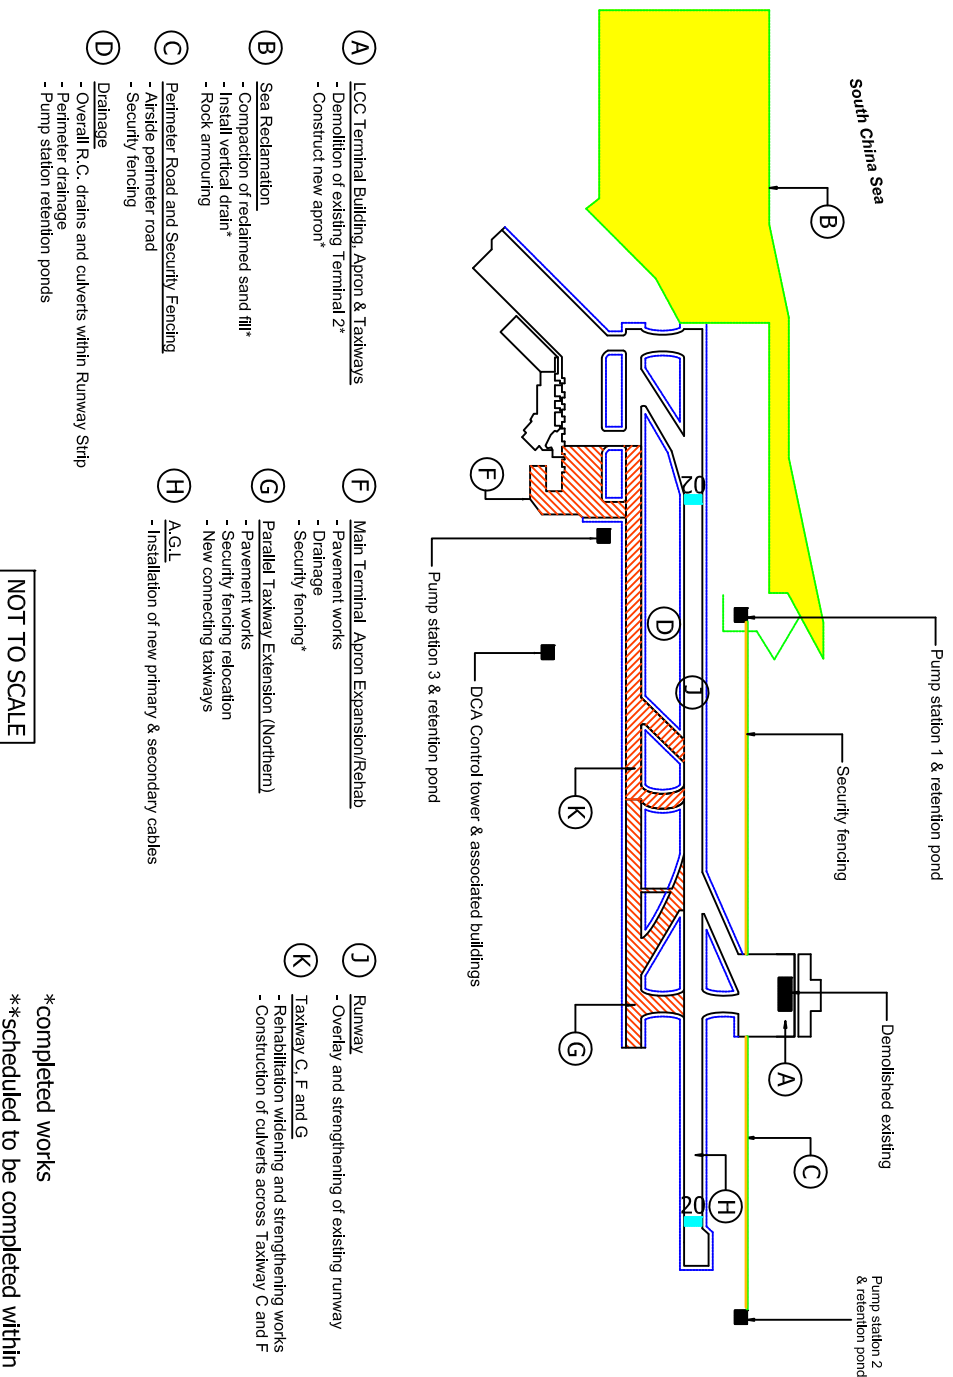 South China Sea
B
Pump station 1 & retention pond
Security fencing
Demolished existing
A
C
Pump station 2
& retention pond
02
D
J
H
20
F
K
G
Pump station 3 & retention pond
DCA Control tower & associated buildings
A
LCC Terminal Building, Apron & Taxiways
- Demolition of existing Terminal 2*
- Construct new apron*
B
Sea Reclamation
- Compaction of reclaimed sand fill*
- Install vertical drain*
- Rock armouring
C
Perimeter Road and Security Fencing
- Airside perimeter road
- Security fencing
D
Drainage
- Overall R.C. drains and culverts within Runway Strip
- Perimeter drainage
- Pump station retention ponds
F
Main Terminal Apron Expansion/Rehab
- Pavement works
- Drainage
- Security fencing*
G
Parallel Taxiway Extension (Northern)
- Pavement works
- Security fencing relocation
- New connecting taxiways
H
A.G.L
- Installation of new primary & secondary cables
J
Runway
- Overlay and strengthening of existing runway
K
Taxiway C, F and G
- Rehabilitation widening and strengthening works
- Construction of culverts across Taxiway C and F
NOT TO SCALE
*completed works
**scheduled to be completed within